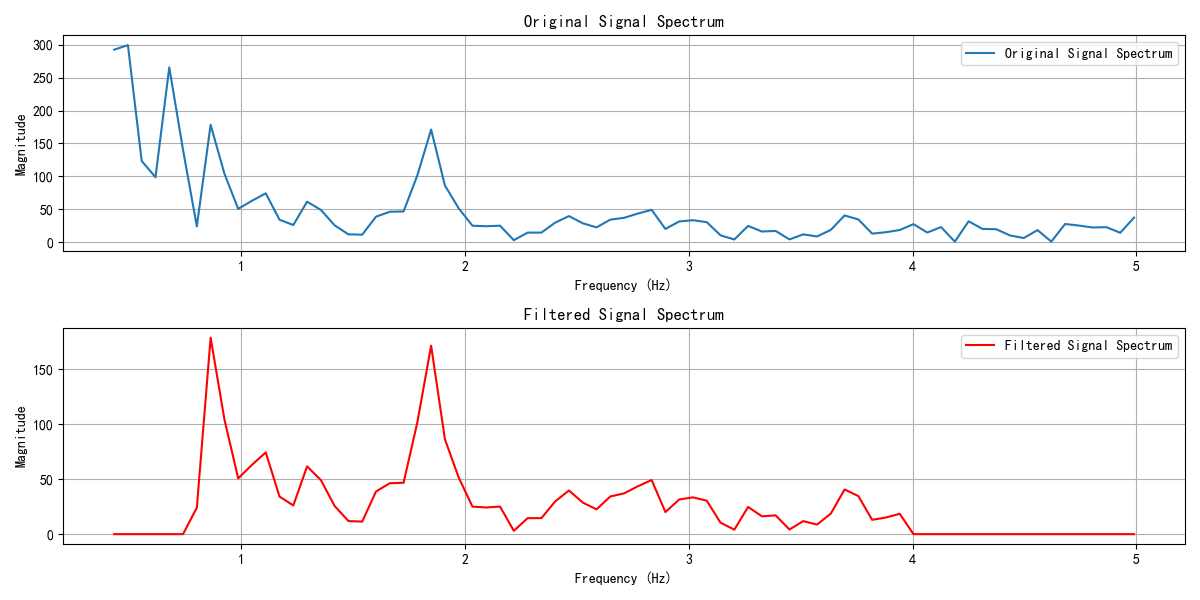 Original Signal Spectrum
Original Signal Spectrum
Magnitude
300
250
200
150
100
50
0
1 2 3 4 5
Frequency (Hz)
Filtered Signal Spectrum
Filtered Signal Spectrum
Magnitude
150
100
50
0
1 2 3 4 5
Frequency (Hz)